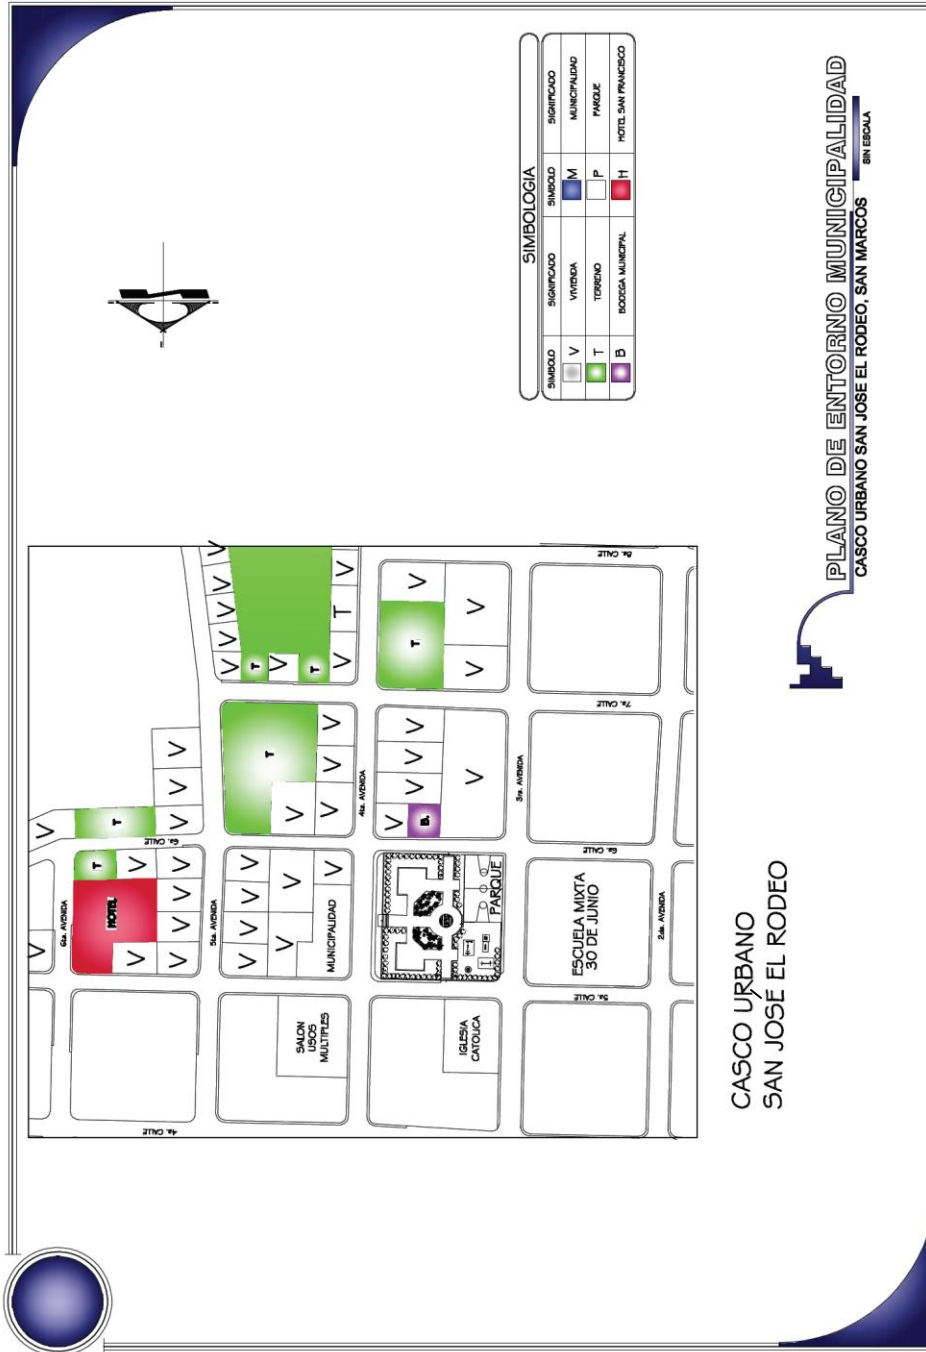 V
V
6ta. AVENIDA
T
HOTEL
T
V
V
4a. CALLE
V
V
V
V
6a. CALLE
V
V
V
5ta. AVENIDA
V
V
V
V
V
V
V
V
V
T
V
T
V
V
V
T
V
V
V
V
V
SALON
USOS
MULTIPLES
MUNICIPALIDAD
V
V
V
V
V
T
V
4ta. AVENIDA
V
B.
V
V
V
T.
V
IGLESIA
CATOLICA
PARQUE
V
V
V
3ra. AVENIDA
5a. CALLE
ESCUELA MIXTA
30 DE JUNIO
6a. CALLE
7a. CALLE
8a. CALLE
2da. AVENIDA
CASCO URBANO
SAN JOSÉ EL RODEO
SIMBOLOGIA
SIMBOLO SIGNIFICADO SIMBOLO SIGNIFICADO
V VIVIENDA M MUNICIPALIDAD
T TERRENO P PARQUE
B BODEGA MUNICIPAL H HOTEL SAN FRANCISCO
PLANO DE ENTORNO MUNICIPALIDAD
CASCO URBANO SAN JOSE EL RODEO, SAN MARCOS
SIN ESCALA